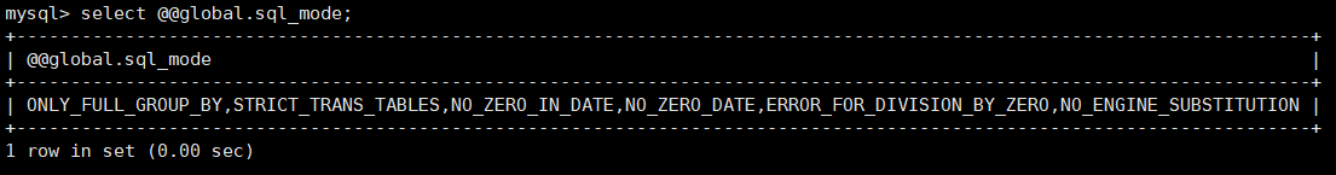 mysql> select @@global.sql_mode;
+-----------------------------------------------------------------------------------------------------------------------+
| @@global.sql_mode                                                                                                     |
+-----------------------------------------------------------------------------------------------------------------------+
| ONLY_FULL_GROUP_BY,STRICT_TRANS_TABLES,NO_ZERO_IN_DATE,NO_ZERO_DATE,ERROR_FOR_DIVISION_BY_ZERO,NO_ENGINE_SUBSTITUTION |
+-----------------------------------------------------------------------------------------------------------------------+
1 row in set (0.00 sec)